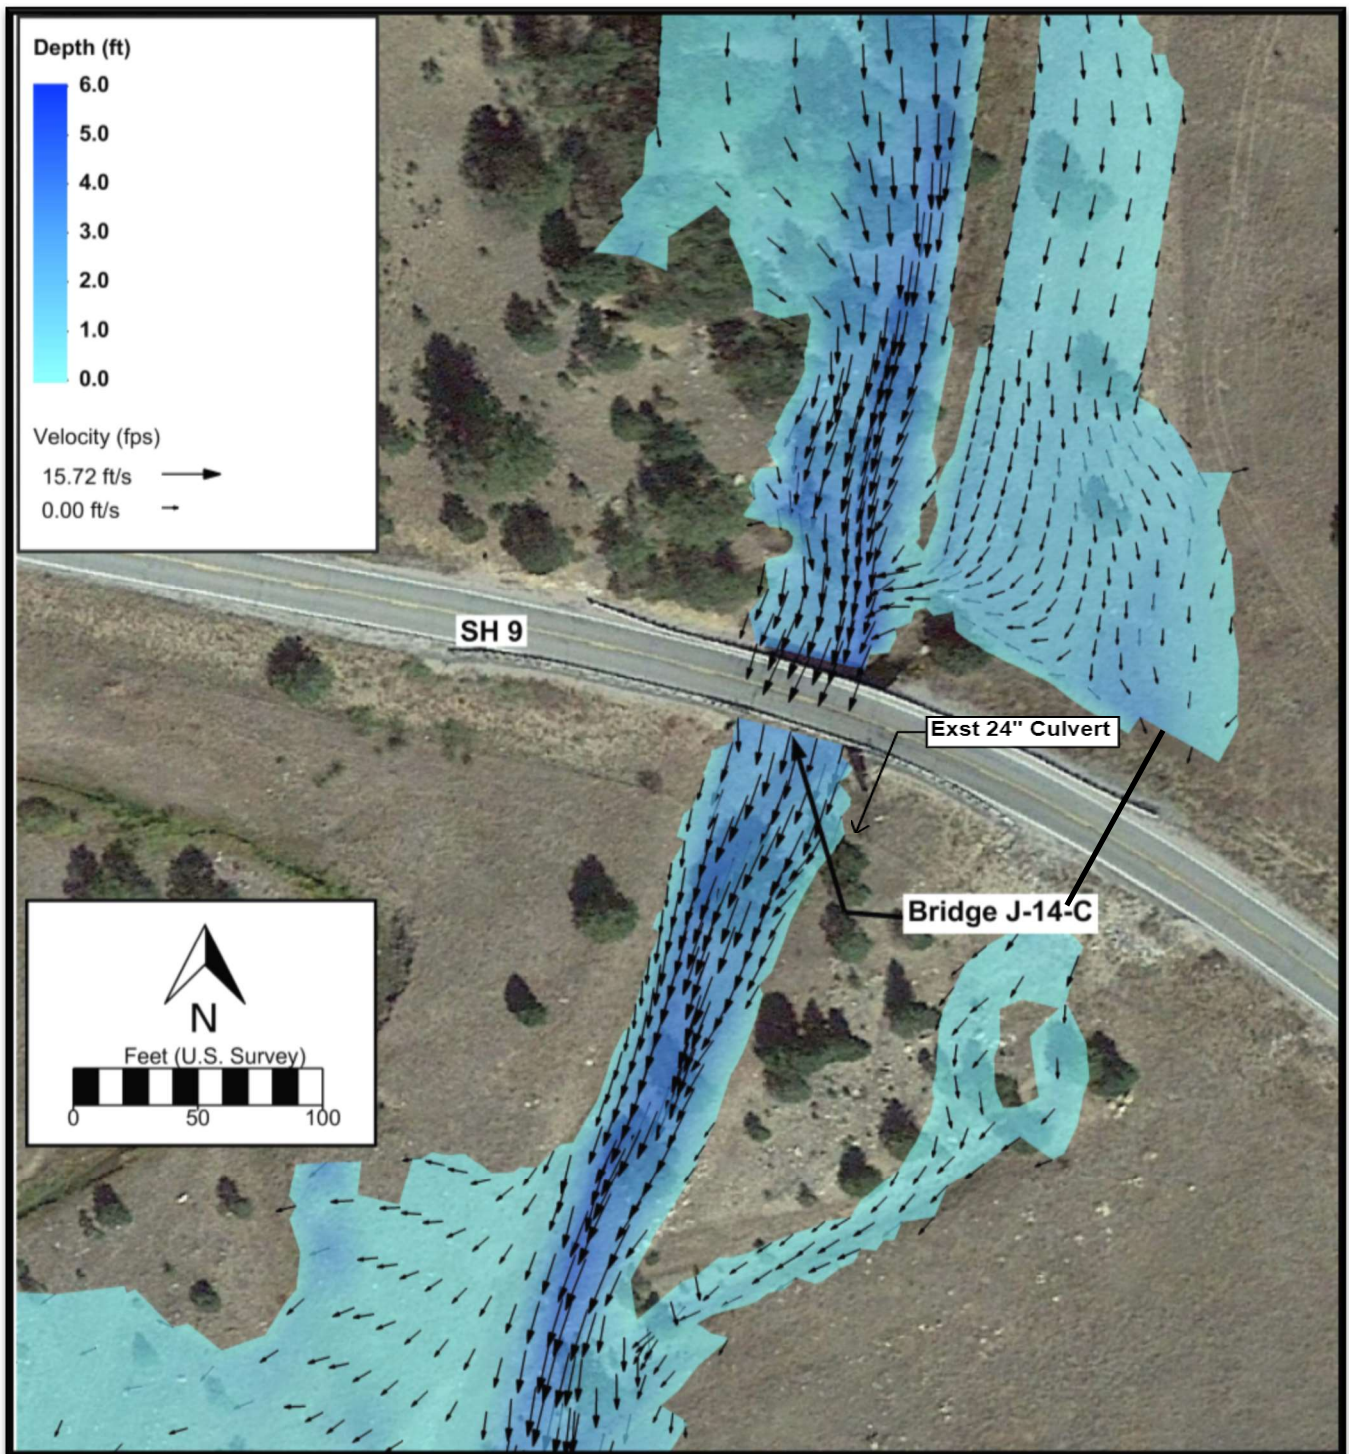 Depth (ft)
6.0
5.0
4.0
3.0
2.0
1.0
0.0
Velocity (fps)
15.72 ft/s
0.00 ft/s
SH 9
Exst 24" Culvert
Bridge J-14-C
N
Feet (U.S. Survey)
0 50 100